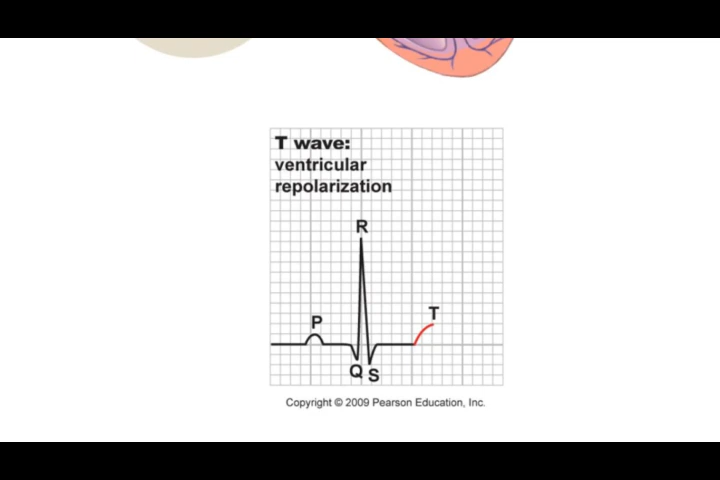 T wave:
ventricular
repolarization
R
P
T
Q S
Copyright © 2009 Pearson Education, Inc.